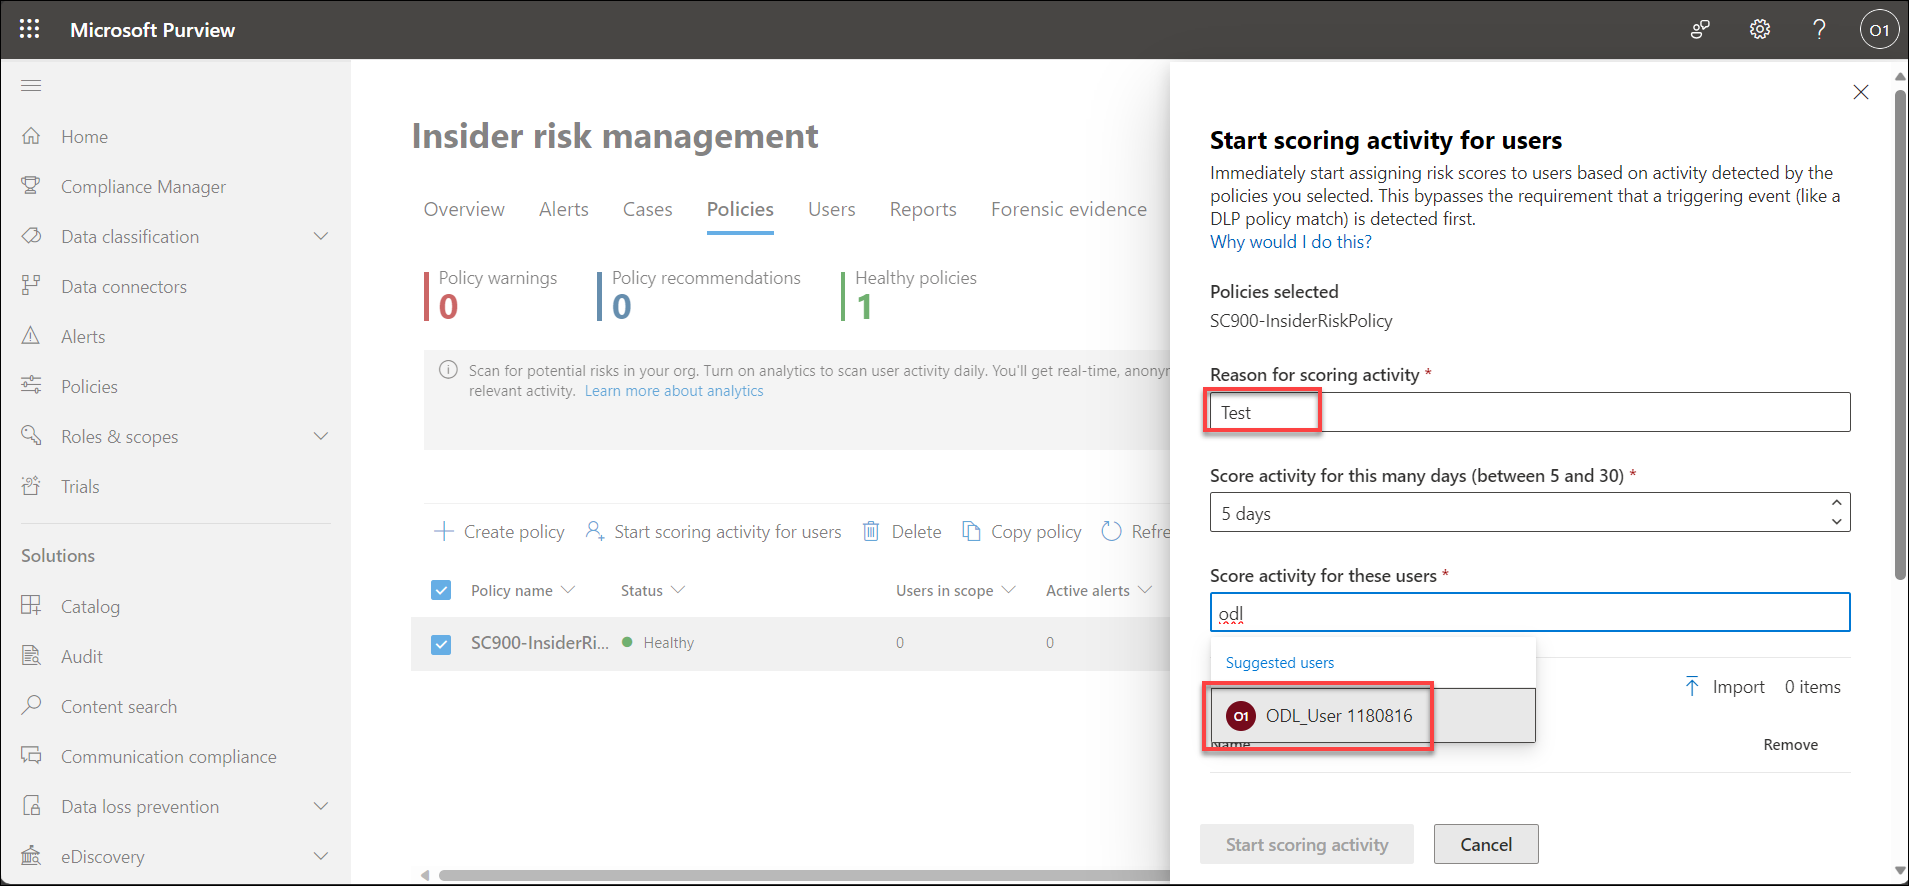 Microsoft Purview
O1
Home
Compliance Manager
Data classification
Data connectors
Alerts
Policies
Roles & scopes
Trials
Solutions
Catalog
Audit
Content search
Communication compliance
Data loss prevention
eDiscovery
Insider risk management
Overview Alerts Cases Policies Users Reports Forensic evidence
Policy warnings
0
Policy recommendations
0
Healthy policies
1
Scan for potential risks in your org. Turn on analytics to scan user activity daily. You'll get real-time, anonyr
relevant activity. Learn more about analytics
Create policy Start scoring activity for users Delete Copy policy Refre
Policy name Status Users in scope Active alerts
SC900-InsiderRi... Healthy 0 0
Start scoring activity for users
Immediately start assigning risk scores to users based on activity detected by the
policies you selected. This bypasses the requirement that a triggering event (like a
DLP policy match) is detected first.
Why would I do this?
Policies selected
SC900-InsiderRiskPolicy
Reason for scoring activity *
Test
Score activity for this many days (between 5 and 30) *
5 days
Score activity for these users *
odl
Suggested users
Import 0 items
O1 ODL_User 1180816
Name Remove
Start scoring activity Cancel